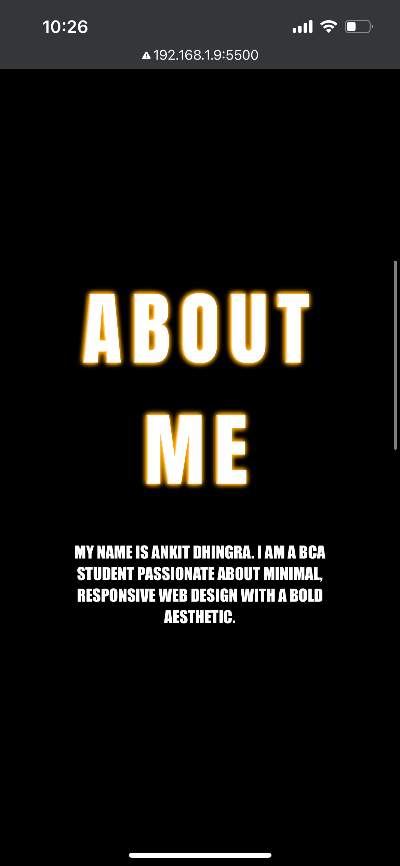 10:26
192.168.1.9:5500
ABOUT
ME
MY NAME IS ANKIT DHINGRA. I AM A BCA
STUDENT PASSIONATE ABOUT MINIMAL,
RESPONSIVE WEB DESIGN WITH A BOLD
AESTHETIC.